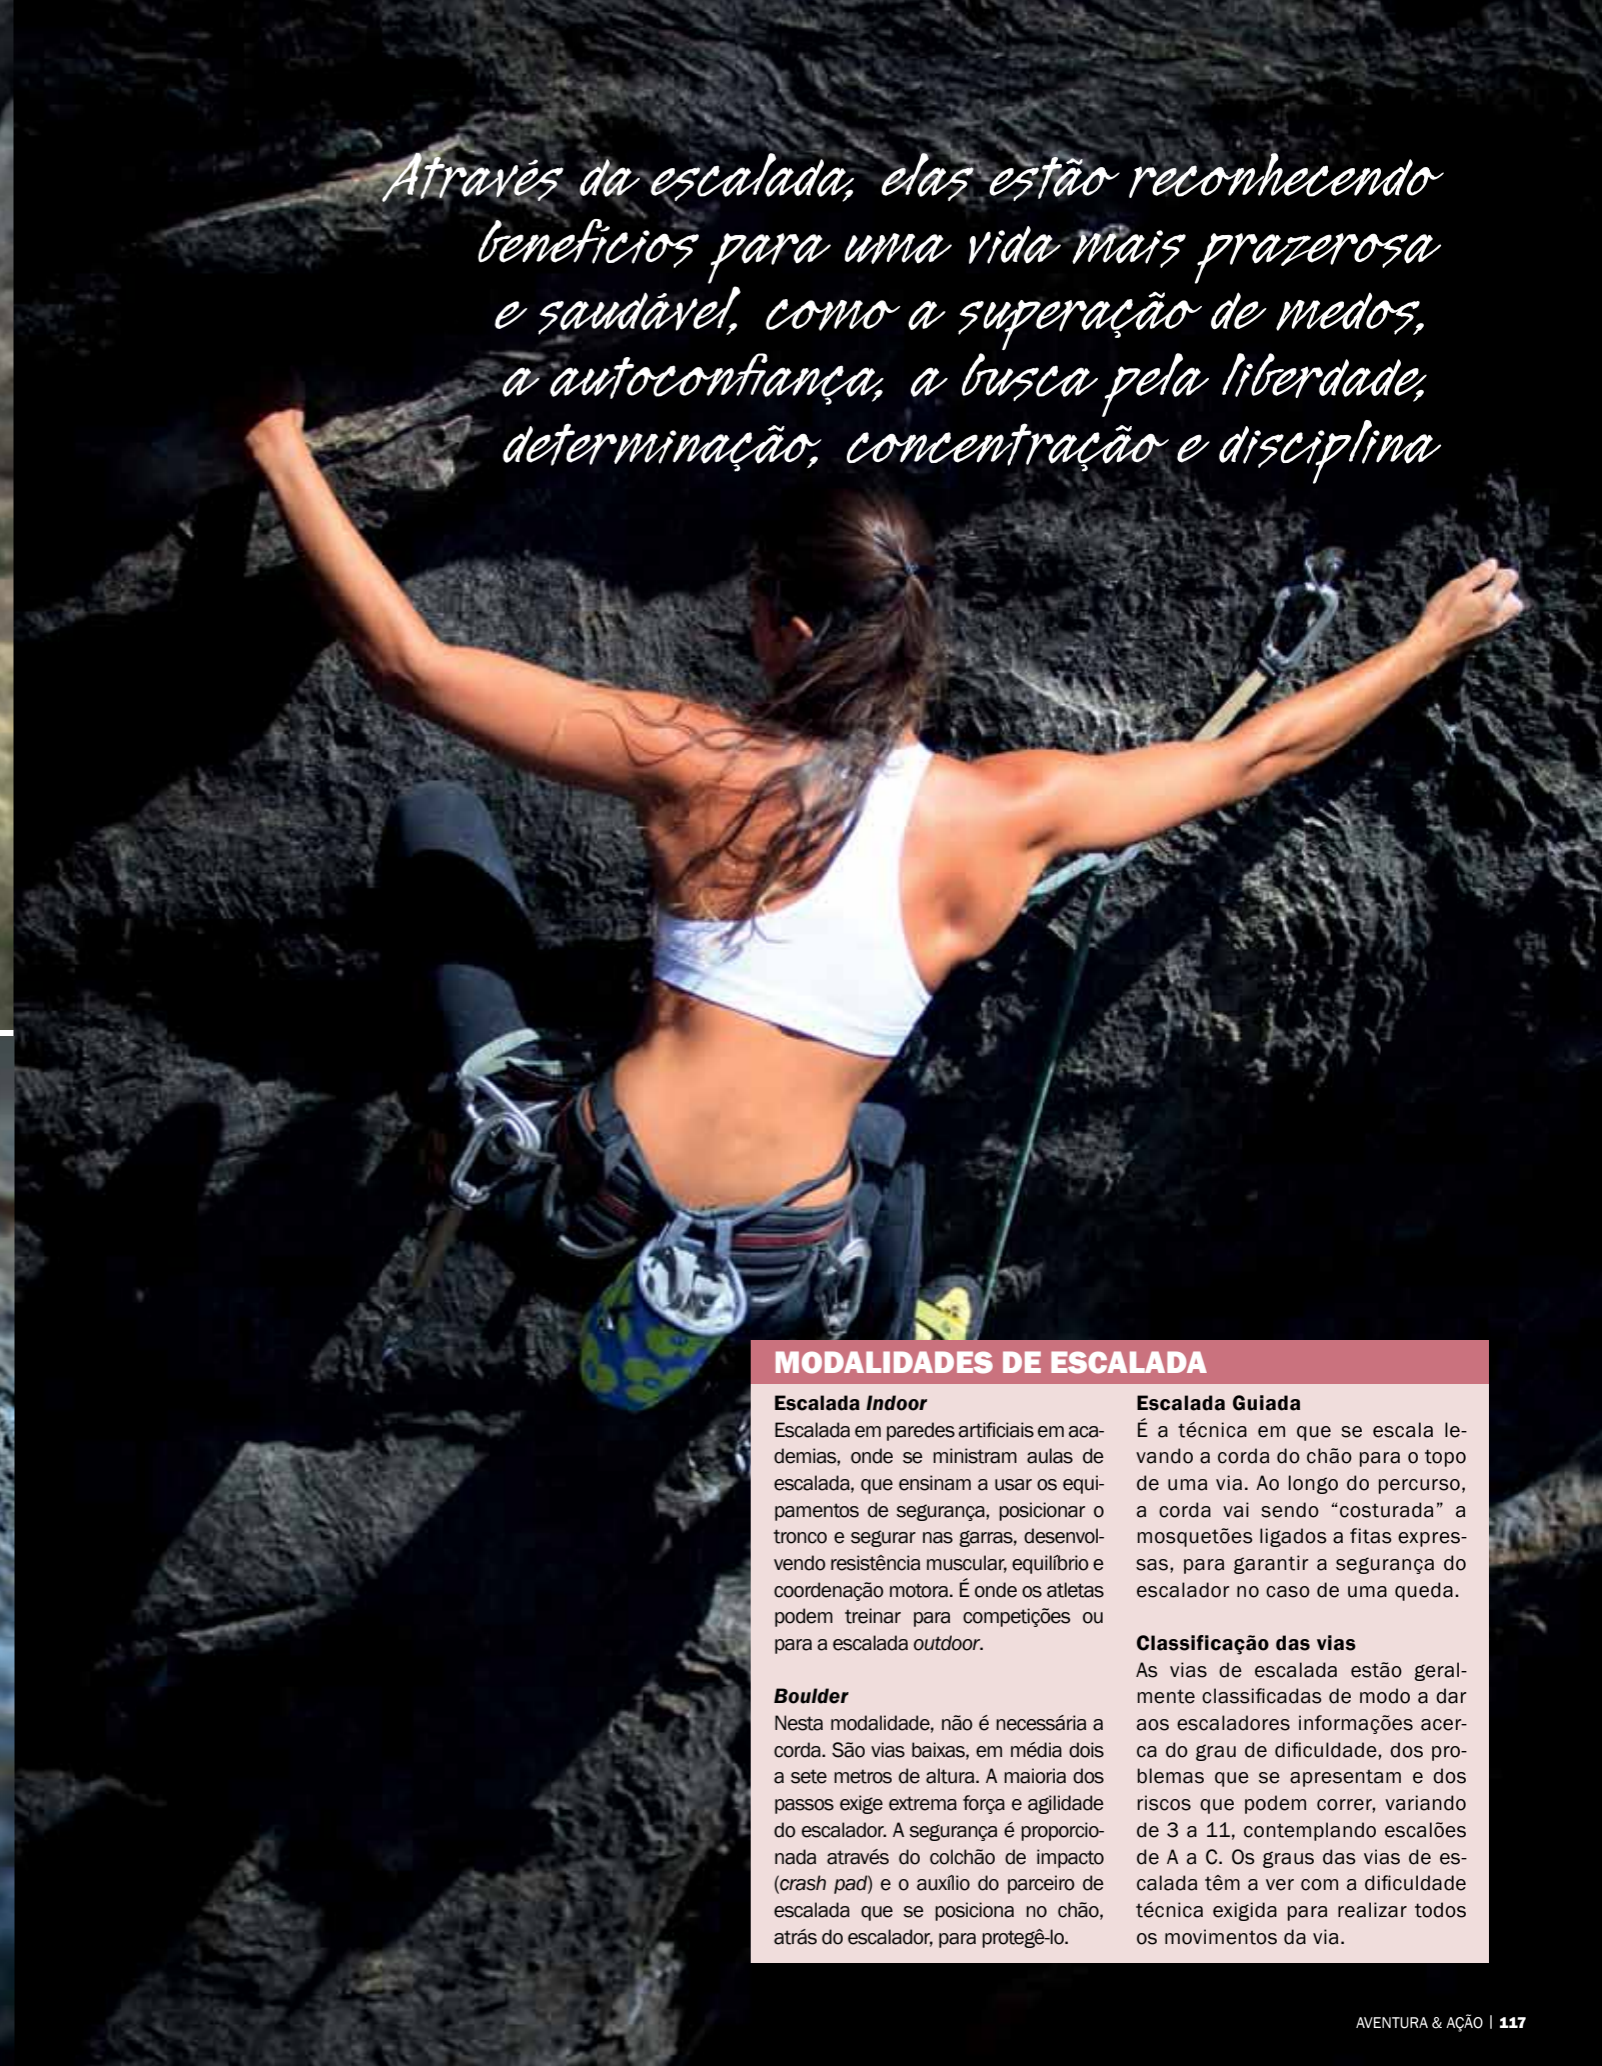 Através da escalada, elas estão reconhecendo
benefícios para uma vida mais prazerosa
e saudável, como a superação de medos,
a autoconfiança, a busca pela liberdade,
determinação, concentração e disciplina
MODALIDADES DE ESCALADA
Escalada Indoor
Escalada em paredes artificiais em aca-
demias, onde se ministram aulas de
escalada, que ensinam a usar os equi-
pamentos de segurança, posicionar o
tronco e segurar nas garras, desenvol-
vendo resistência muscular, equilíbrio e
coordenação motora. É onde os atletas
podem treinar para competições ou
para a escalada outdoor.
Boulder
Nesta modalidade, não é necessária a
corda. São vias baixas, em média dois
a sete metros de altura. A maioria dos
passos exige extrema força e agilidade
do escalador. A segurança é proporcio-
nada através do colchão de impacto
(crash pad) e o auxílio do parceiro de
escalada que se posiciona no chão,
atrás do escalador, para protegê-lo.
Escalada Guiada
É a técnica em que se escala le-
vando a corda do chão para o topo
de uma via. Ao longo do percurso,
a corda vai sendo “costurada” a
mosquetões ligados a fitas expres-
sas, para garantir a segurança do
escalador no caso de uma queda.
Classificação das vias
As vias de escalada estão geral-
mente classificadas de modo a dar
aos escaladores informações acer-
ca do grau de dificuldade, dos pro-
blemas que se apresentam e dos
riscos que podem correr, variando
de 3 a 11, contemplando escalões
de A a C. Os graus das vias de es-
calada têm a ver com a dificuldade
técnica exigida para realizar todos
os movimentos da via.
AVENTURA & AÇÃO | 117